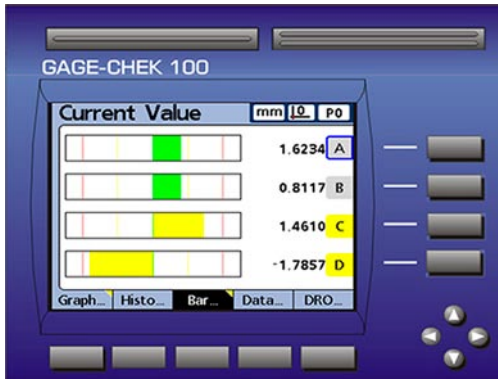 GAGE-CHEK 100
Current Value mm P0
1.6234 A
0.8117 B
1.4610 C
-1.7857 D
Graph... Histo... Bar... Data... DRO...